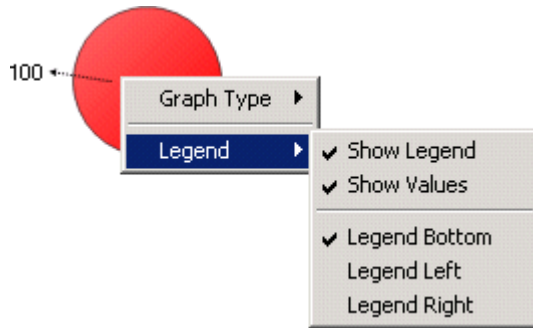 100
Graph Type
Legend
Show Legend
Show Values
Legend Bottom
Legend Left
Legend Right